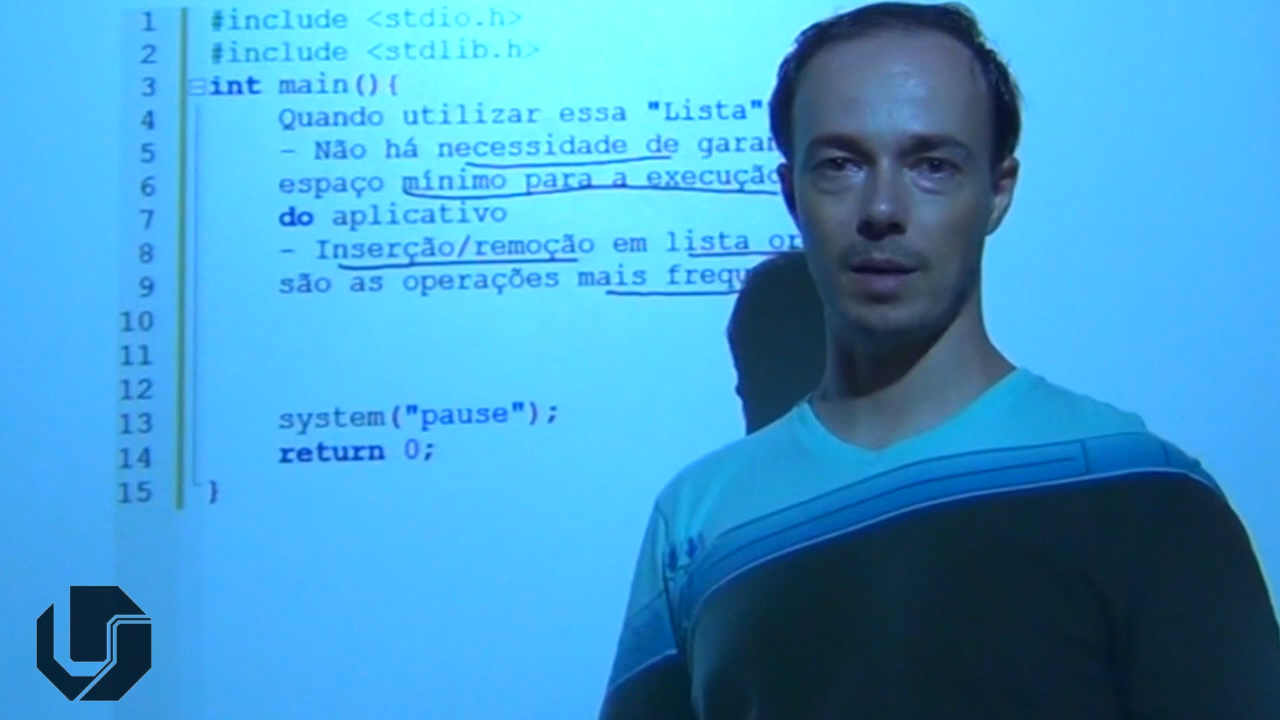 1 #include <stdio.h>
2 #include <stdlib.h>
3 int main(){
4 Quando utilizar essa "Lista"
5 - Não há necessidade de
6 espaço mínimo para a execução
7 do aplicativo
8 - Inserção/remoção em lista
9 são as operações mais
10
11
12
13 system("pause");
14 return 0;
15 }